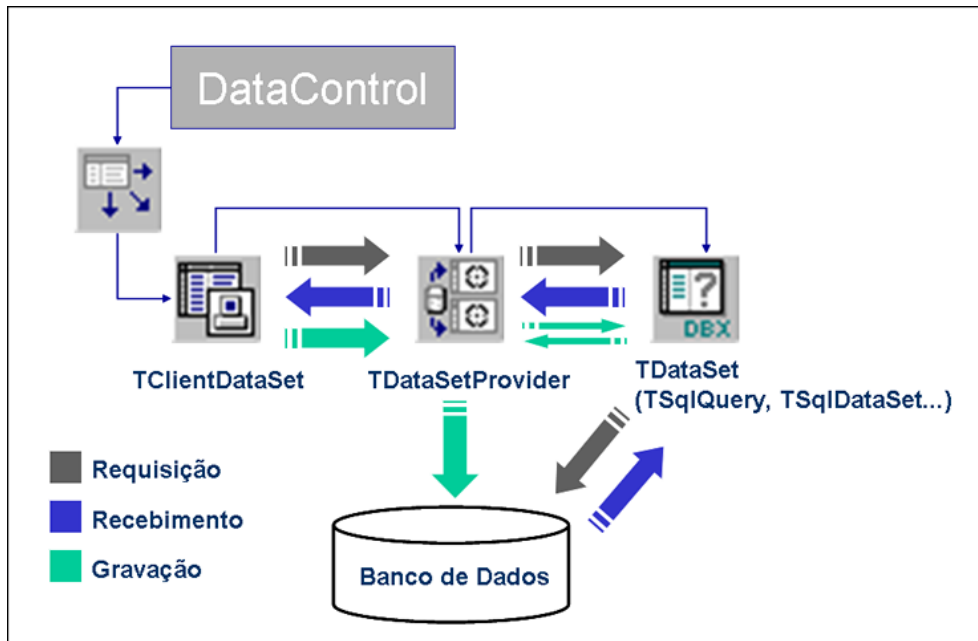 DataControl
TClientDataSet
TDataSetProvider
DBX
TDataSet
(TSqlQuery, TSqlDataSet...)
Requisição
Recebimento
Gravação
Banco de Dados